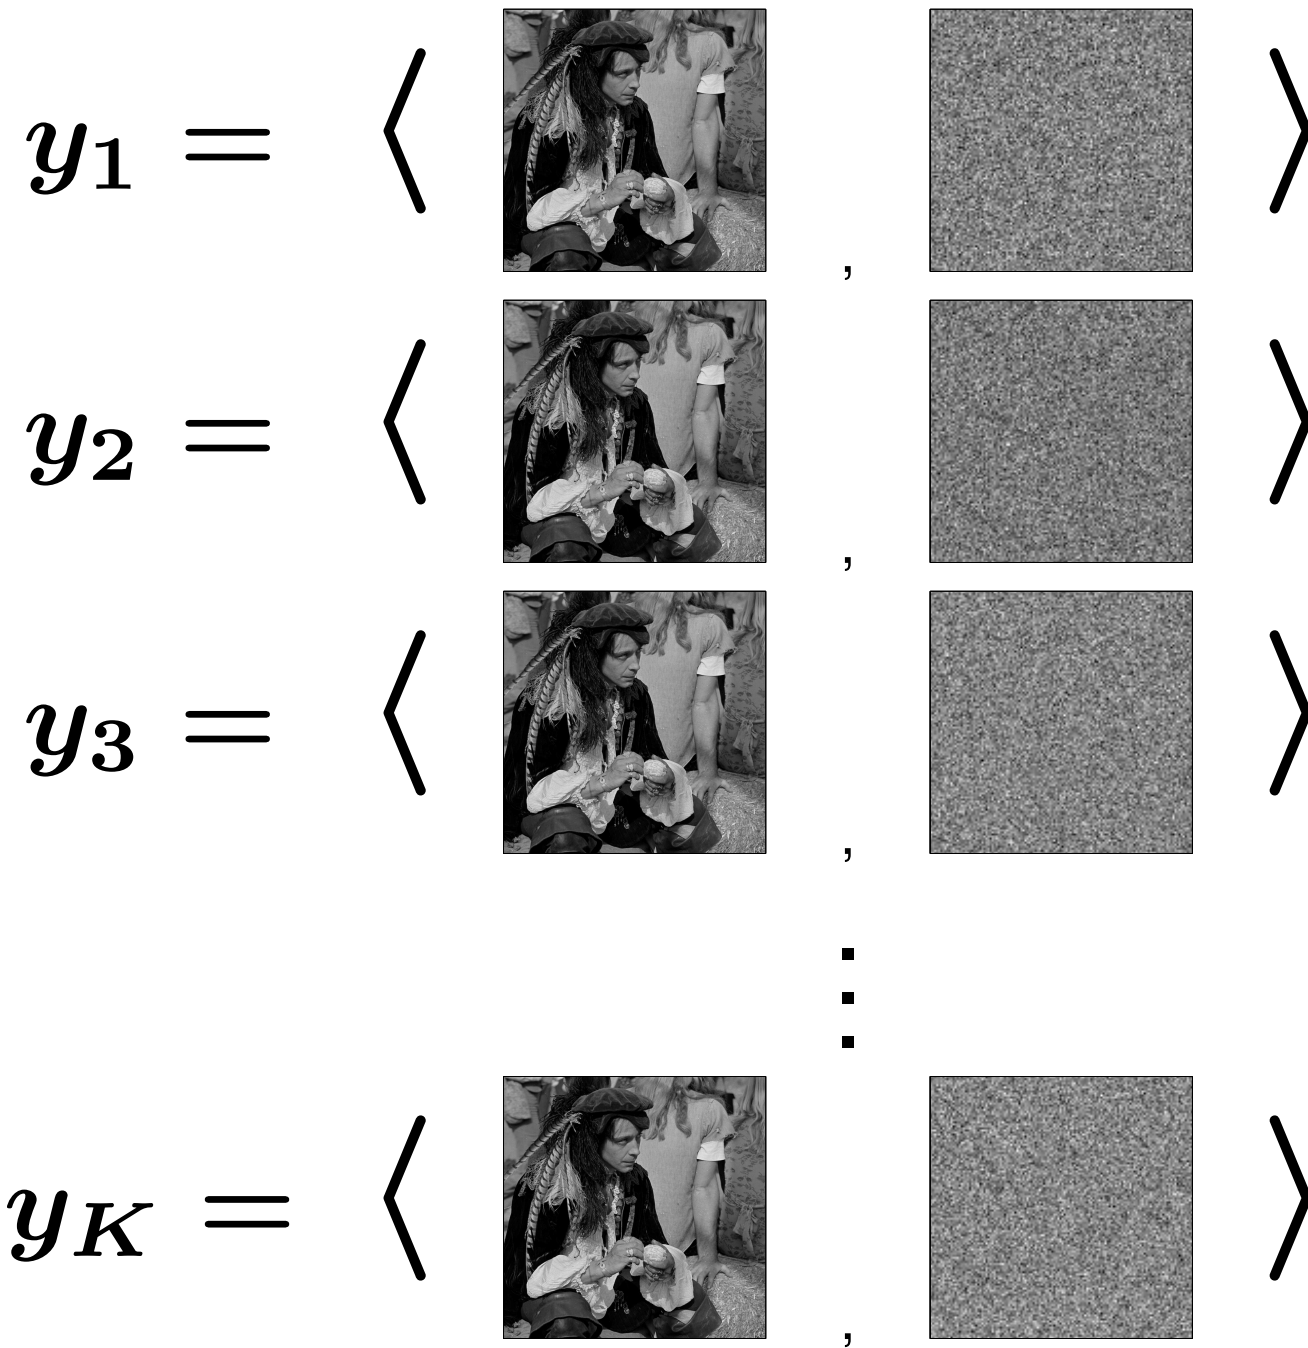 y₁ = ⟨ , ⟩
y₂ = ⟨ , ⟩
y₃ = ⟨ , ⟩
⋮
y_K = ⟨ , ⟩